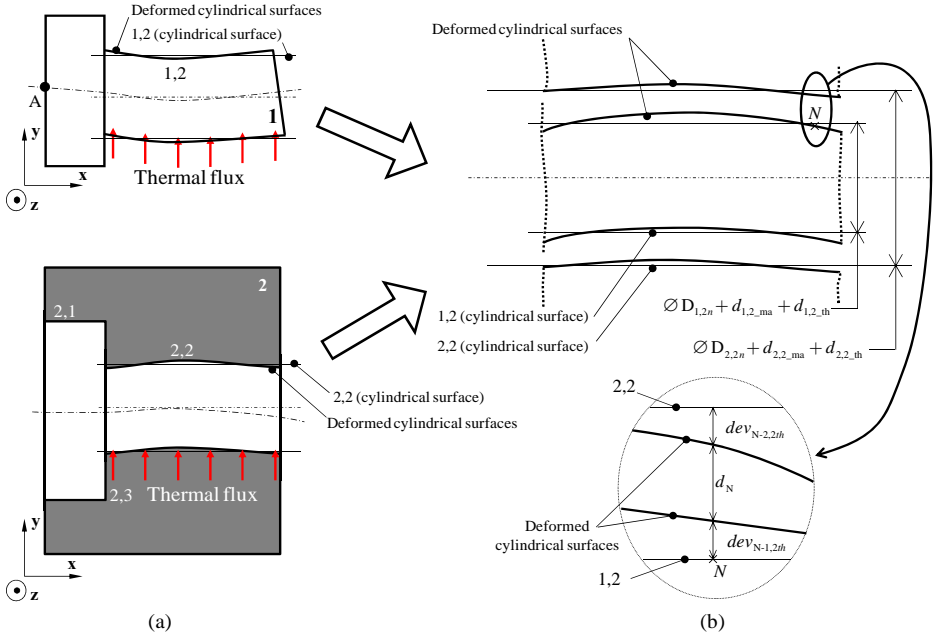 Deformed cylindrical surfaces
1,2 (cylindrical surface)
1,2
A
1
y
x
z
Thermal flux
2
2,1
2,2
2,2 (cylindrical surface)
Deformed cylindrical surfaces
2,3
Thermal flux
y
x
z
(a)
Deformed cylindrical surfaces
N
1,2 (cylindrical surface)
2,2 (cylindrical surface)
∅ D1,2n + d1,2_ma + d1,2_th
∅ D2,2n + d2,2_ma + d2,2_th
2,2
devN-2,2th
dN
Deformed
cylindrical surfaces
devN-1,2th
1,2
N
(b)